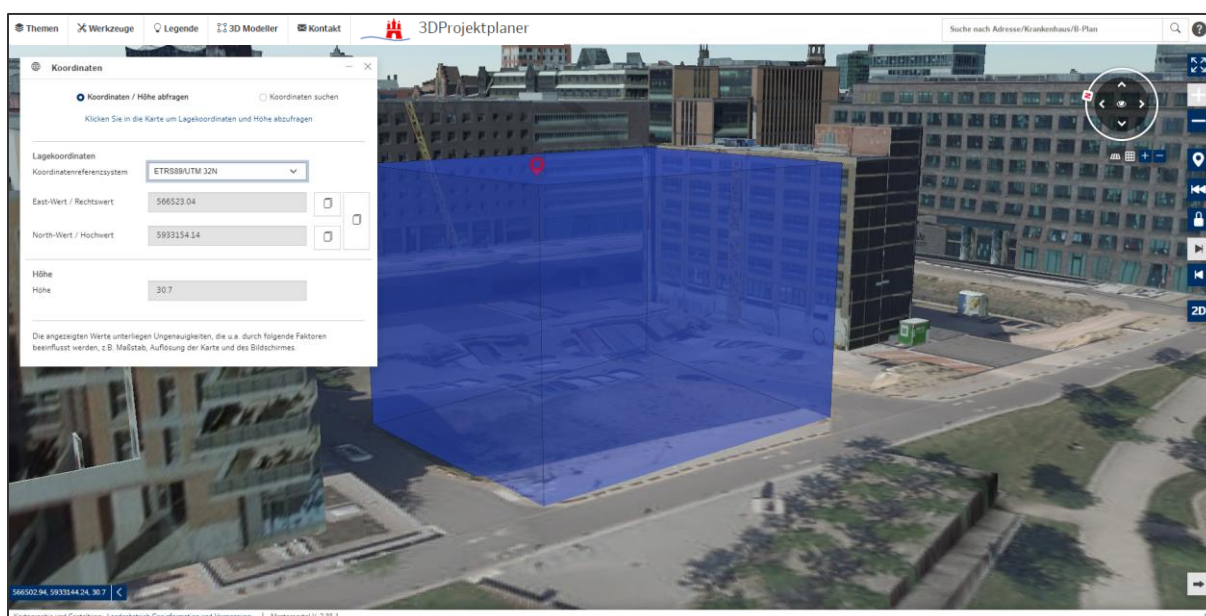 Themen Werkzeuge Legende 3D Modeller Kontakt 3DProjektplaner Suche nach Adresse/Krankenhaus/B-Plan ?
Koordinaten
Koordinaten / Höhe abfragen Koordinaten suchen
Klicken Sie in die Karte um Lagekoordinaten und Höhe abzufragen
Lagekoordinaten
Koordinatenreferenzsystem ETRS89/UTM 32N
East-Wert / Rechtswert 566523.04
North-Wert / Hochwert 5933154.14
Höhe
Höhe 30.7
Die angezeigten Werte unterliegen Ungenauigkeiten, die u.a. durch folgende Faktoren
beeinflusst werden, z.B. Maßstab, Auflösung der Karte und des Bildschirmes.
N
2D
566502.94, 5933144.24, 30.7